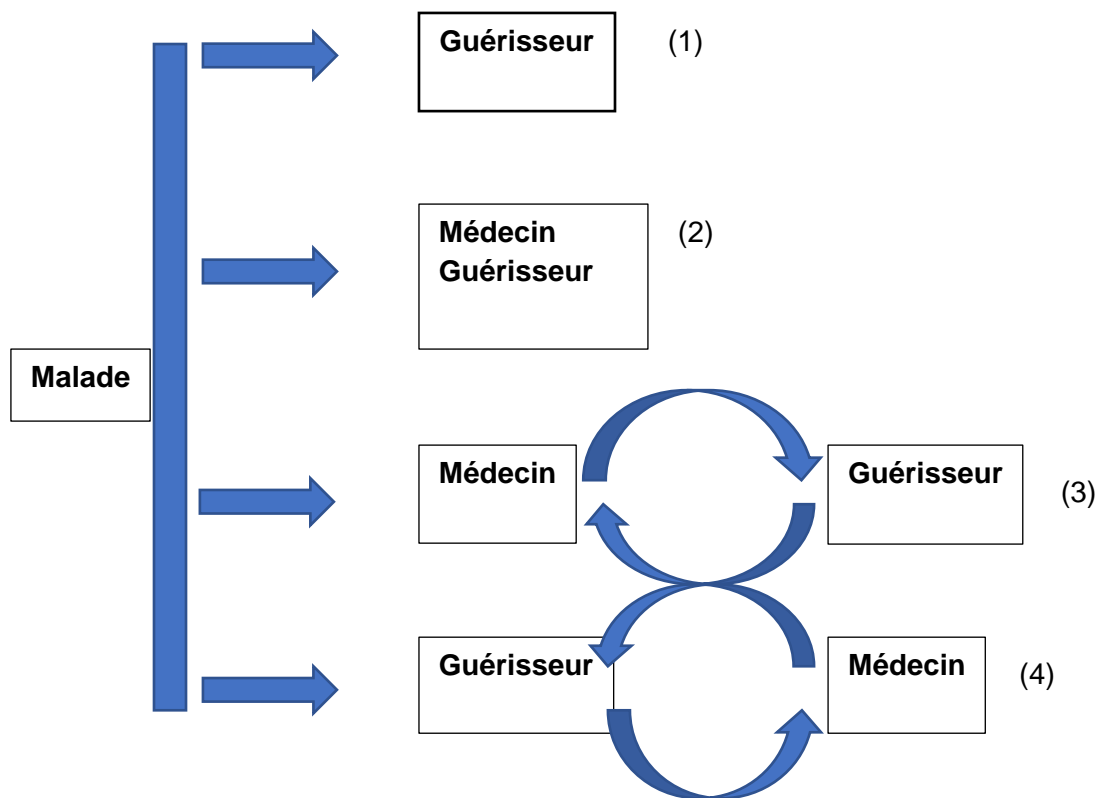 Guérisseur (1)
Médecin (2)
Guérisseur
Malade
Médecin Guérisseur (3)
Guérisseur Médecin (4)